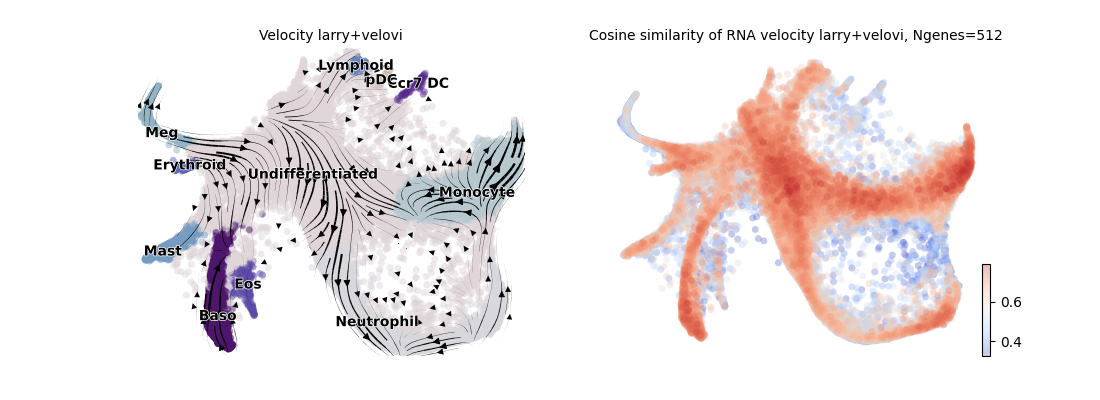 Velocity larry+velovi
Cosine similarity of RNA velocity larry+velovi, Ngenes=512
Lymphoid
pDC
Ccr7 DC
Meg
Erythroid
Undifferentiated
Monocyte
Mast
Eos
Baso
Neutrophil
0.6
0.4